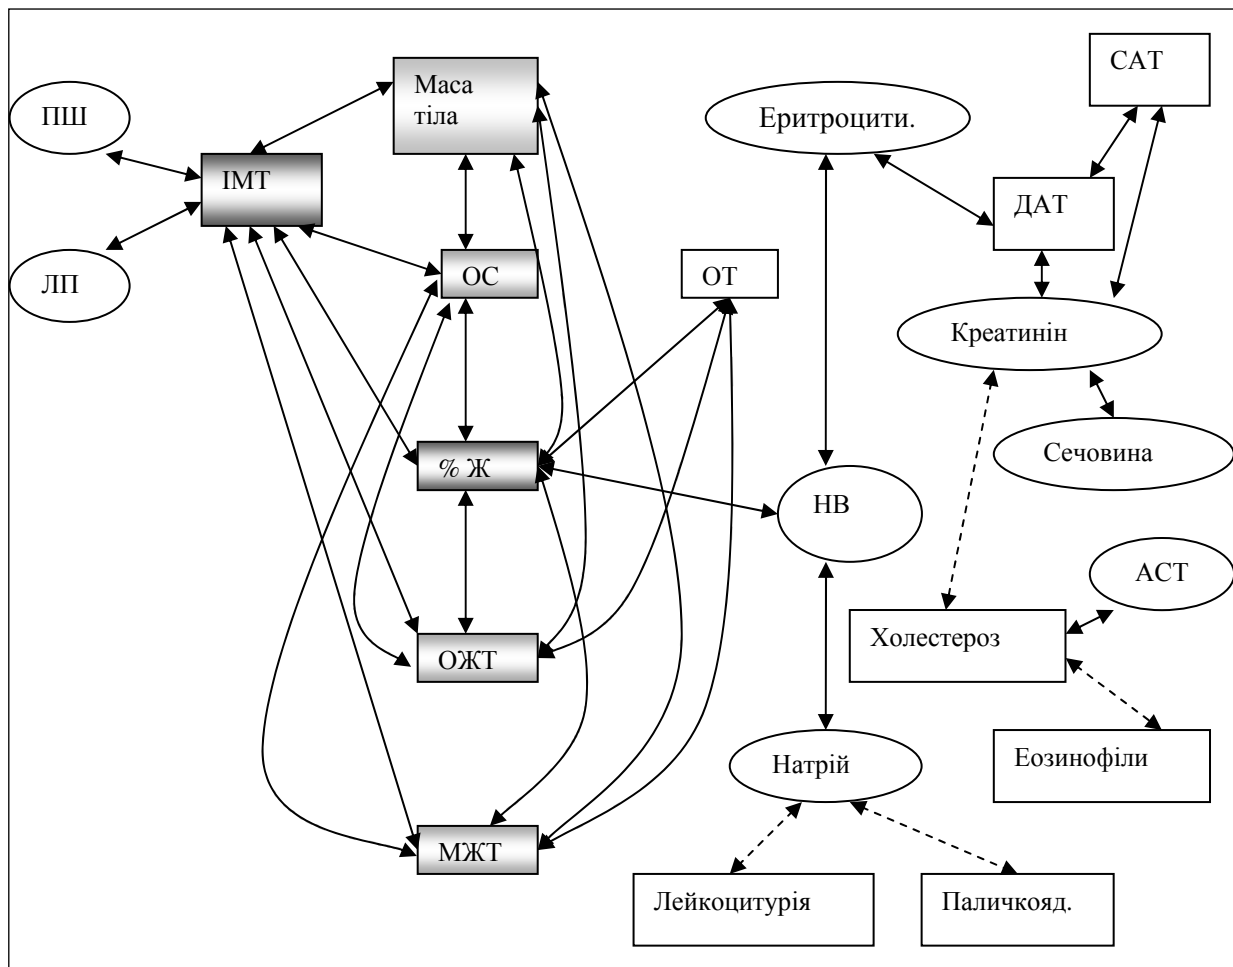 САТ
Маса
тіла
ПШ
Еритроцити.
ІМТ
ДАТ
ЛП
ОС
ОТ
Креатинін
% Ж
Сечовина
НВ
АСТ
Холестероз
ОЖТ
Натрій
Еозинофіли
МЖТ
Лейкоцитурія
Паличкояд.